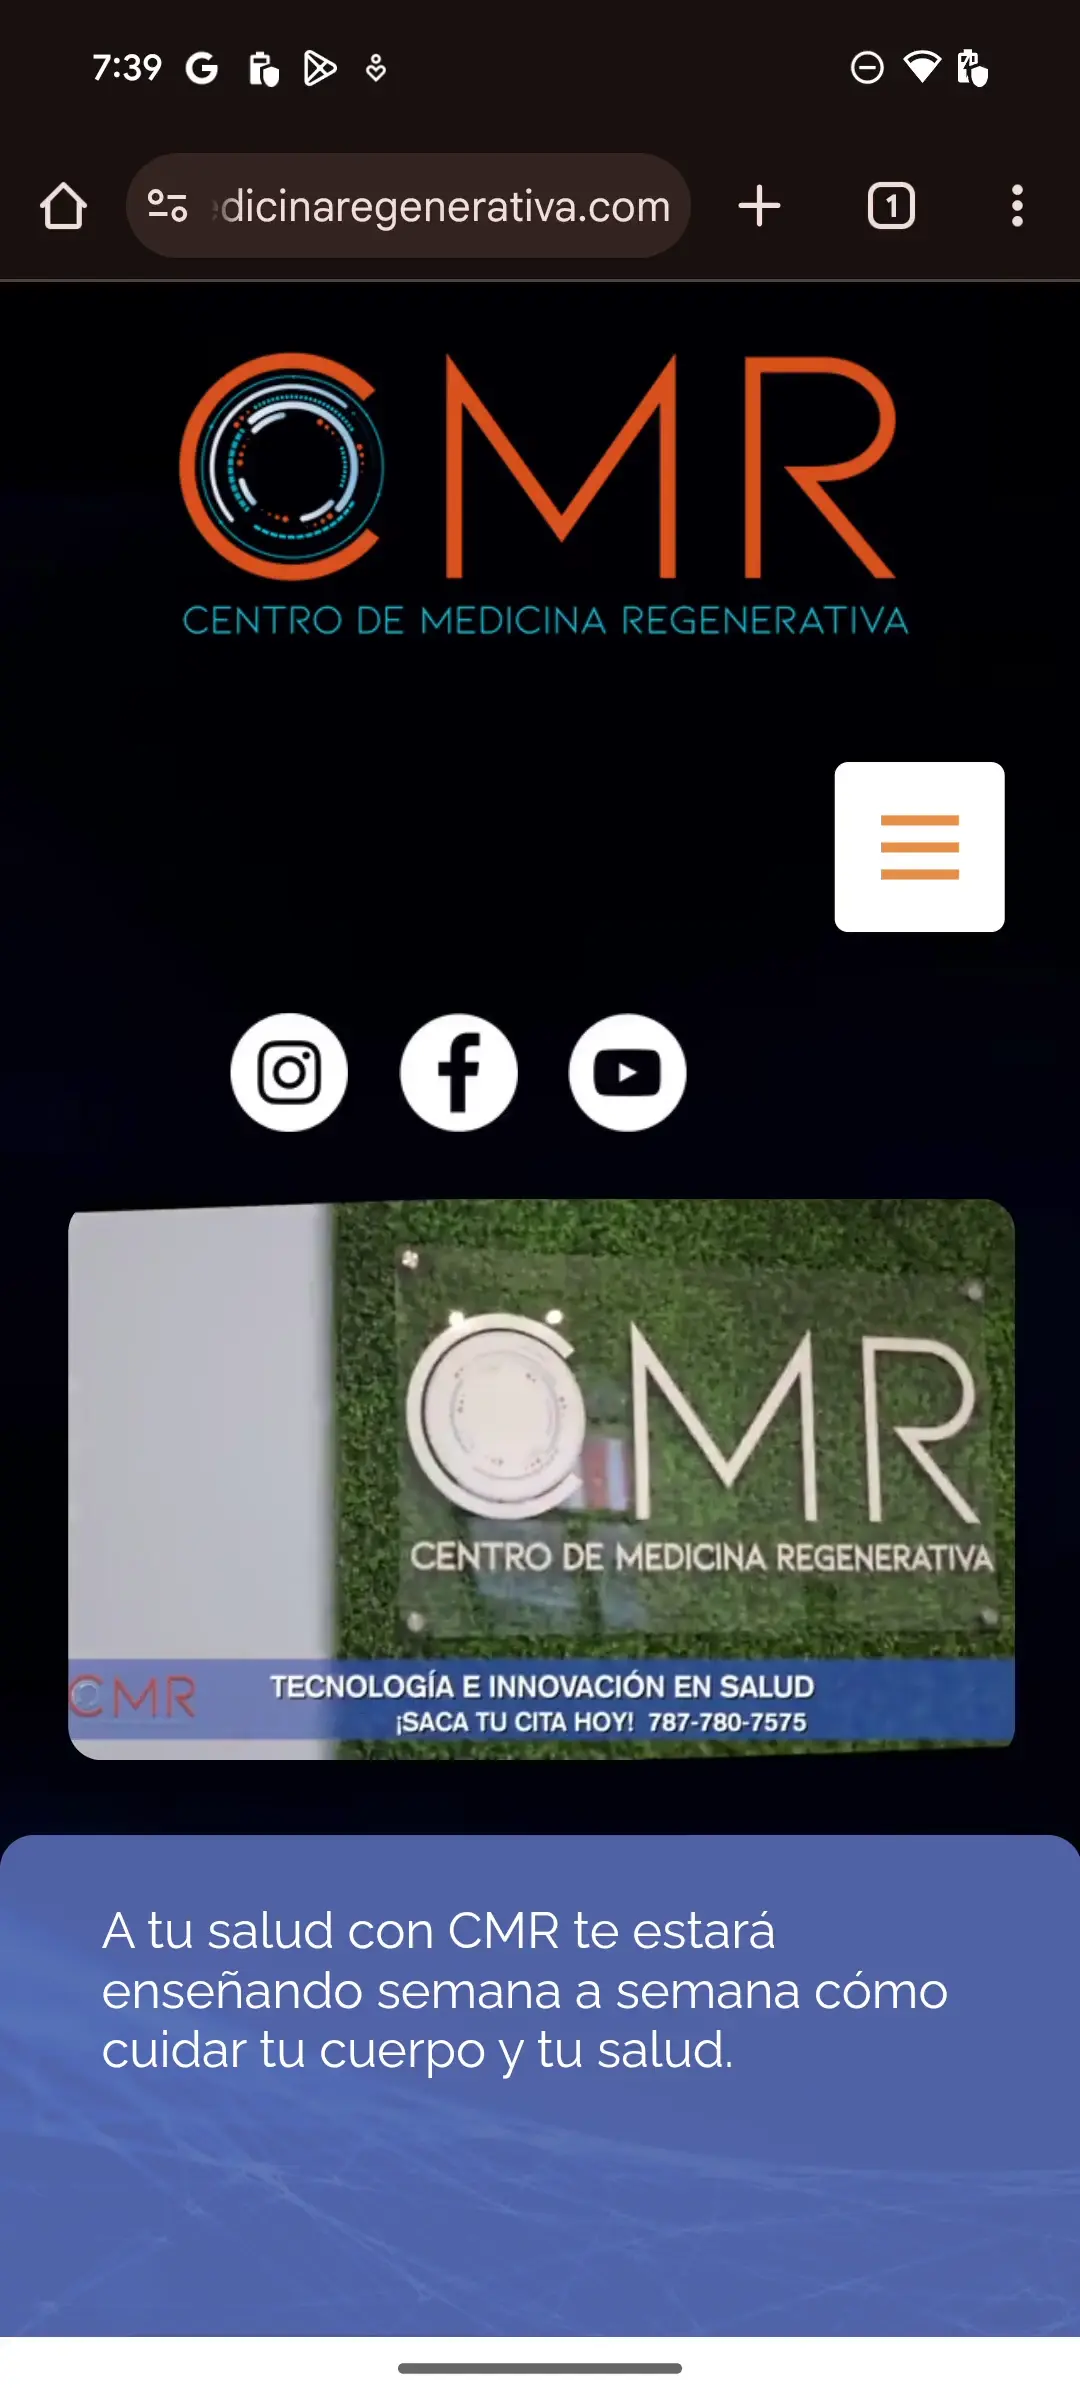 7:39
dicinaregenerativa.com
1
CMR
CENTRO DE MEDICINA REGENERATIVA
CMR
CENTRO DE MEDICINA REGENERATIVA
CMR
TECNOLOGÍA E INNOVACIÓN EN SALUD
¡SACA TU CITA HOY! 787-780-7575
A tu salud con CMR te estará
enseñando semana a semana cómo
cuidar tu cuerpo y tu salud.